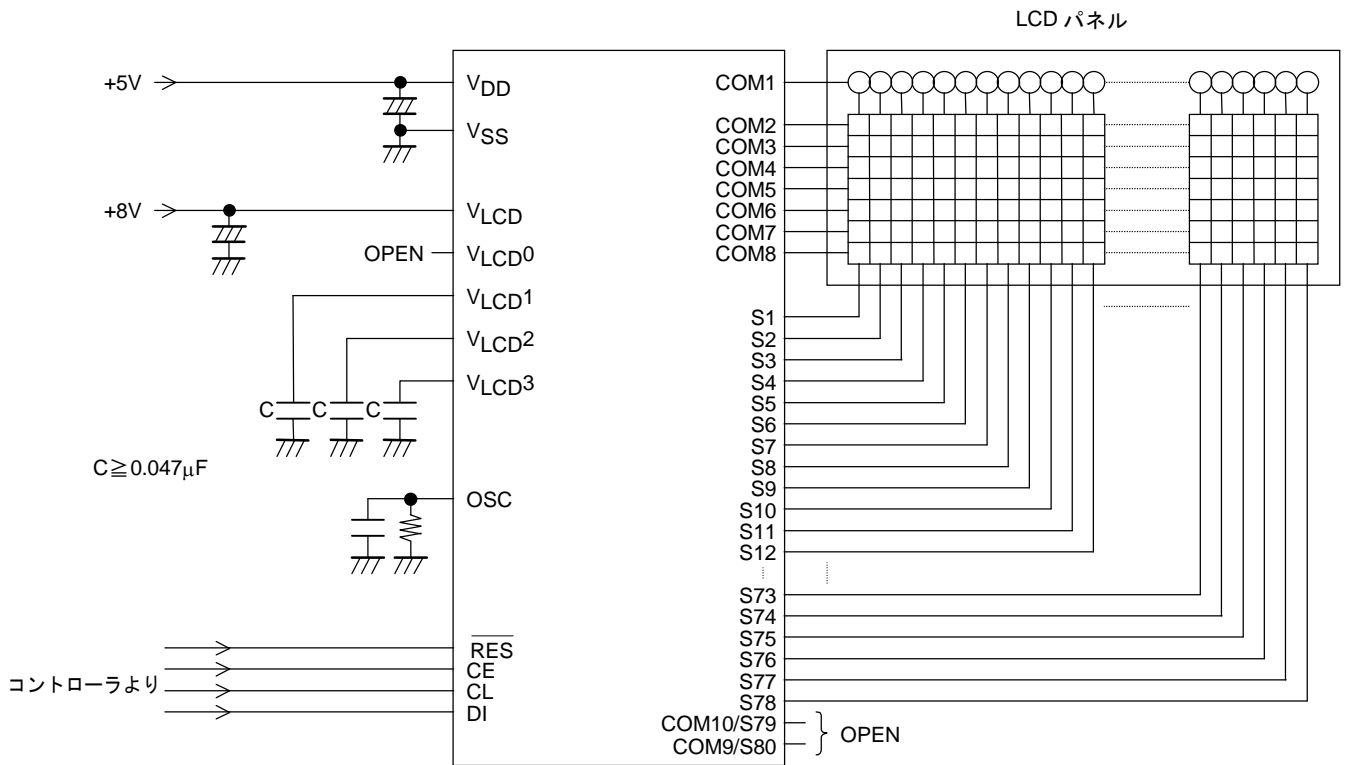 LCD パネル
+5V
VDD
VSS
+8V
VLCD
OPEN
VLCD0
VLCD1
VLCD2
VLCD3
C
C
C
C≧0.047μF
OSC
コントローラより
RES
CE
CL
DI
COM1
COM2
COM3
COM4
COM5
COM6
COM7
COM8
S1
S2
S3
S4
S5
S6
S7
S8
S9
S10
S11
S12
S73
S74
S75
S76
S77
S78
COM10/S79
COM9/S80
OPEN